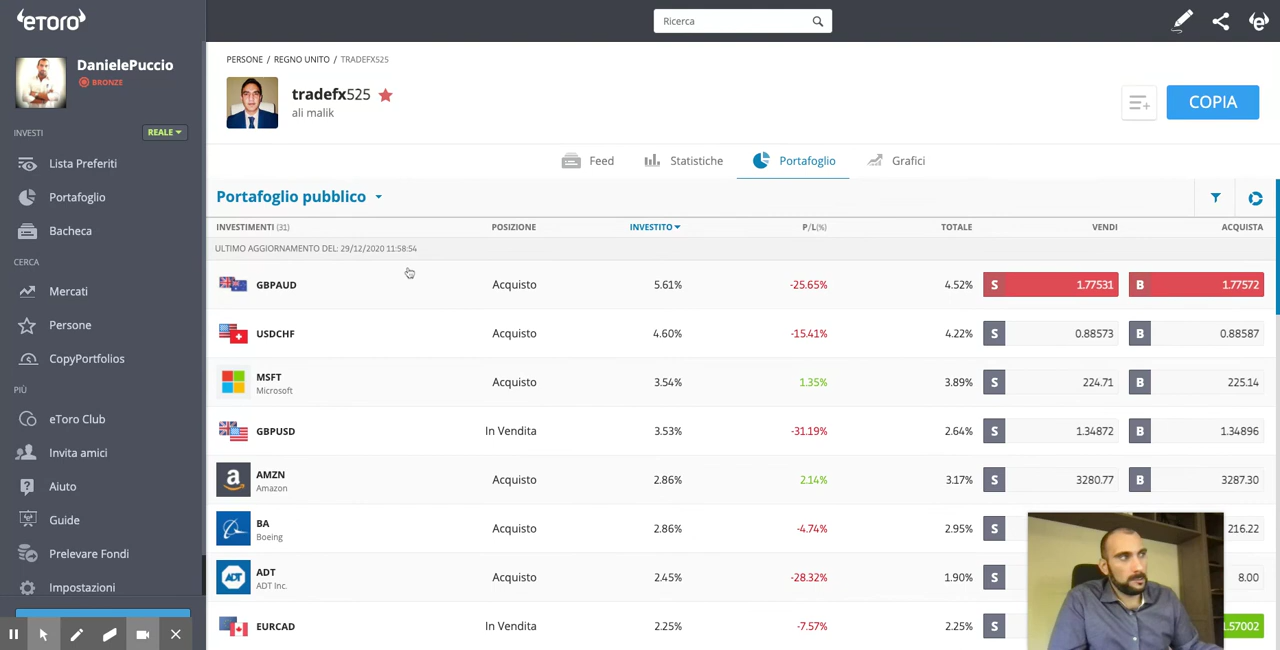 eToro
Ricerca
DanielePuccio
BRONZE
INVESTI
REALE
Lista Preferiti
Portafoglio
Bacheca
CERCA
Mercati
Persone
CopyPortfolios
PIÙ
eToro Club
Invita amici
Aiuto
Guide
Prelevare Fondi
Impostazioni
PERSONE / REGNO UNITO / TRADEFX525
tradefx525
ali malik
COPIA
Feed Statistiche Portafoglio Grafici
Portafoglio pubblico
INVESTIMENTI (31) POSIZIONE INVESTITO P/L(%) TOTALE VENDI ACQUISTA
ULTIMO AGGIORNAMENTO DEL: 29/12/2020 11:58:54
GBPAUD Acquisto 5.61% -25.65% 4.52% S 1.77531 B 1.77572
USDCHF Acquisto 4.60% -15.41% 4.22% S 0.88573 B 0.88587
MSFT
Microsoft
Acquisto 3.54% 1.35% 3.89% S 224.71 B 225.14
GBPUSD In Vendita 3.53% -31.19% 2.64% S 1.34872 B 1.34896
a AMZN
Amazon
Acquisto 2.86% 2.14% 3.17% S 3280.77 B 3287.30
BA
Boeing
Acquisto 2.86% -4.74% 2.95% S 216.22
ADT ADT
ADT Inc.
Acquisto 2.45% -28.32% 1.90% S 8.00
EURCAD In Vendita 2.25% -7.57% 2.25% S .57002